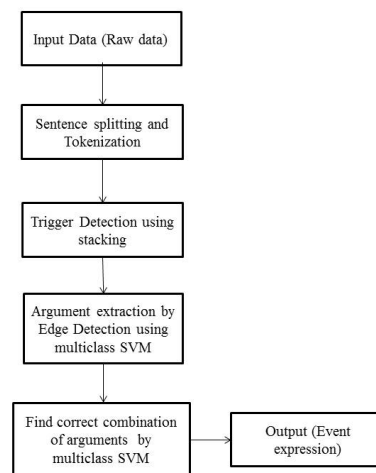 Input Data (Raw data)
Sentence splitting and
Tokenization
Trigger Detection using
stacking
Argument extraction by
Edge Detection using
multiclass SVM
Find correct combination
of arguments by
multiclass SVM
Output (Event
expression)